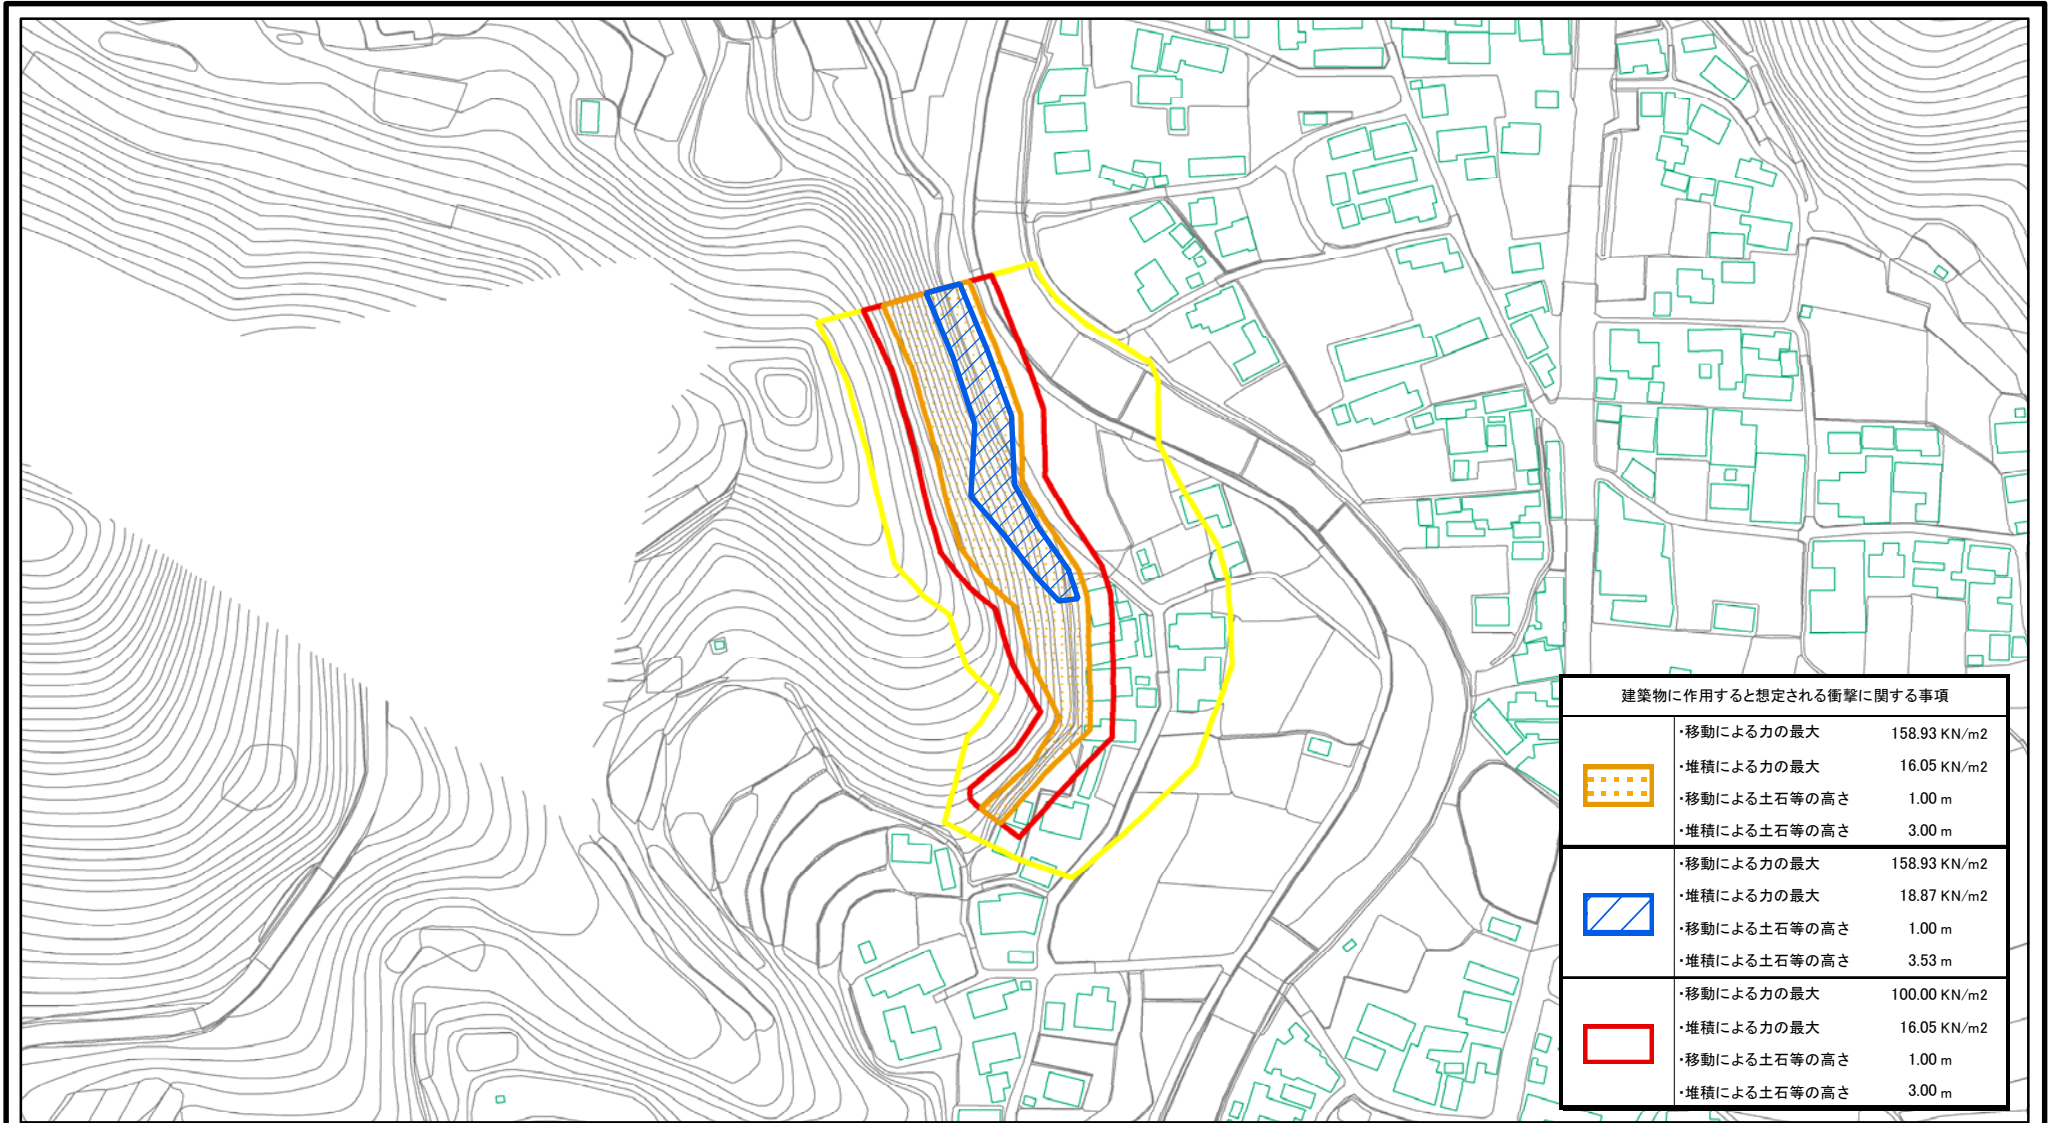 建築物に作用すると想定される衝撃に関する事項
・移動による力の最大 158.93 KN/m2
・堆積による力の最大 16.05 KN/m2
・移動による土石等の高さ 1.00 m
・堆積による土石等の高さ 3.00 m
・移動による力の最大 158.93 KN/m2
・堆積による力の最大 18.87 KN/m2
・移動による土石等の高さ 1.00 m
・堆積による土石等の高さ 3.53 m
・移動による力の最大 100.00 KN/m2
・堆積による力の最大 16.05 KN/m2
・移動による土石等の高さ 1.00 m
・堆積による土石等の高さ 3.00 m